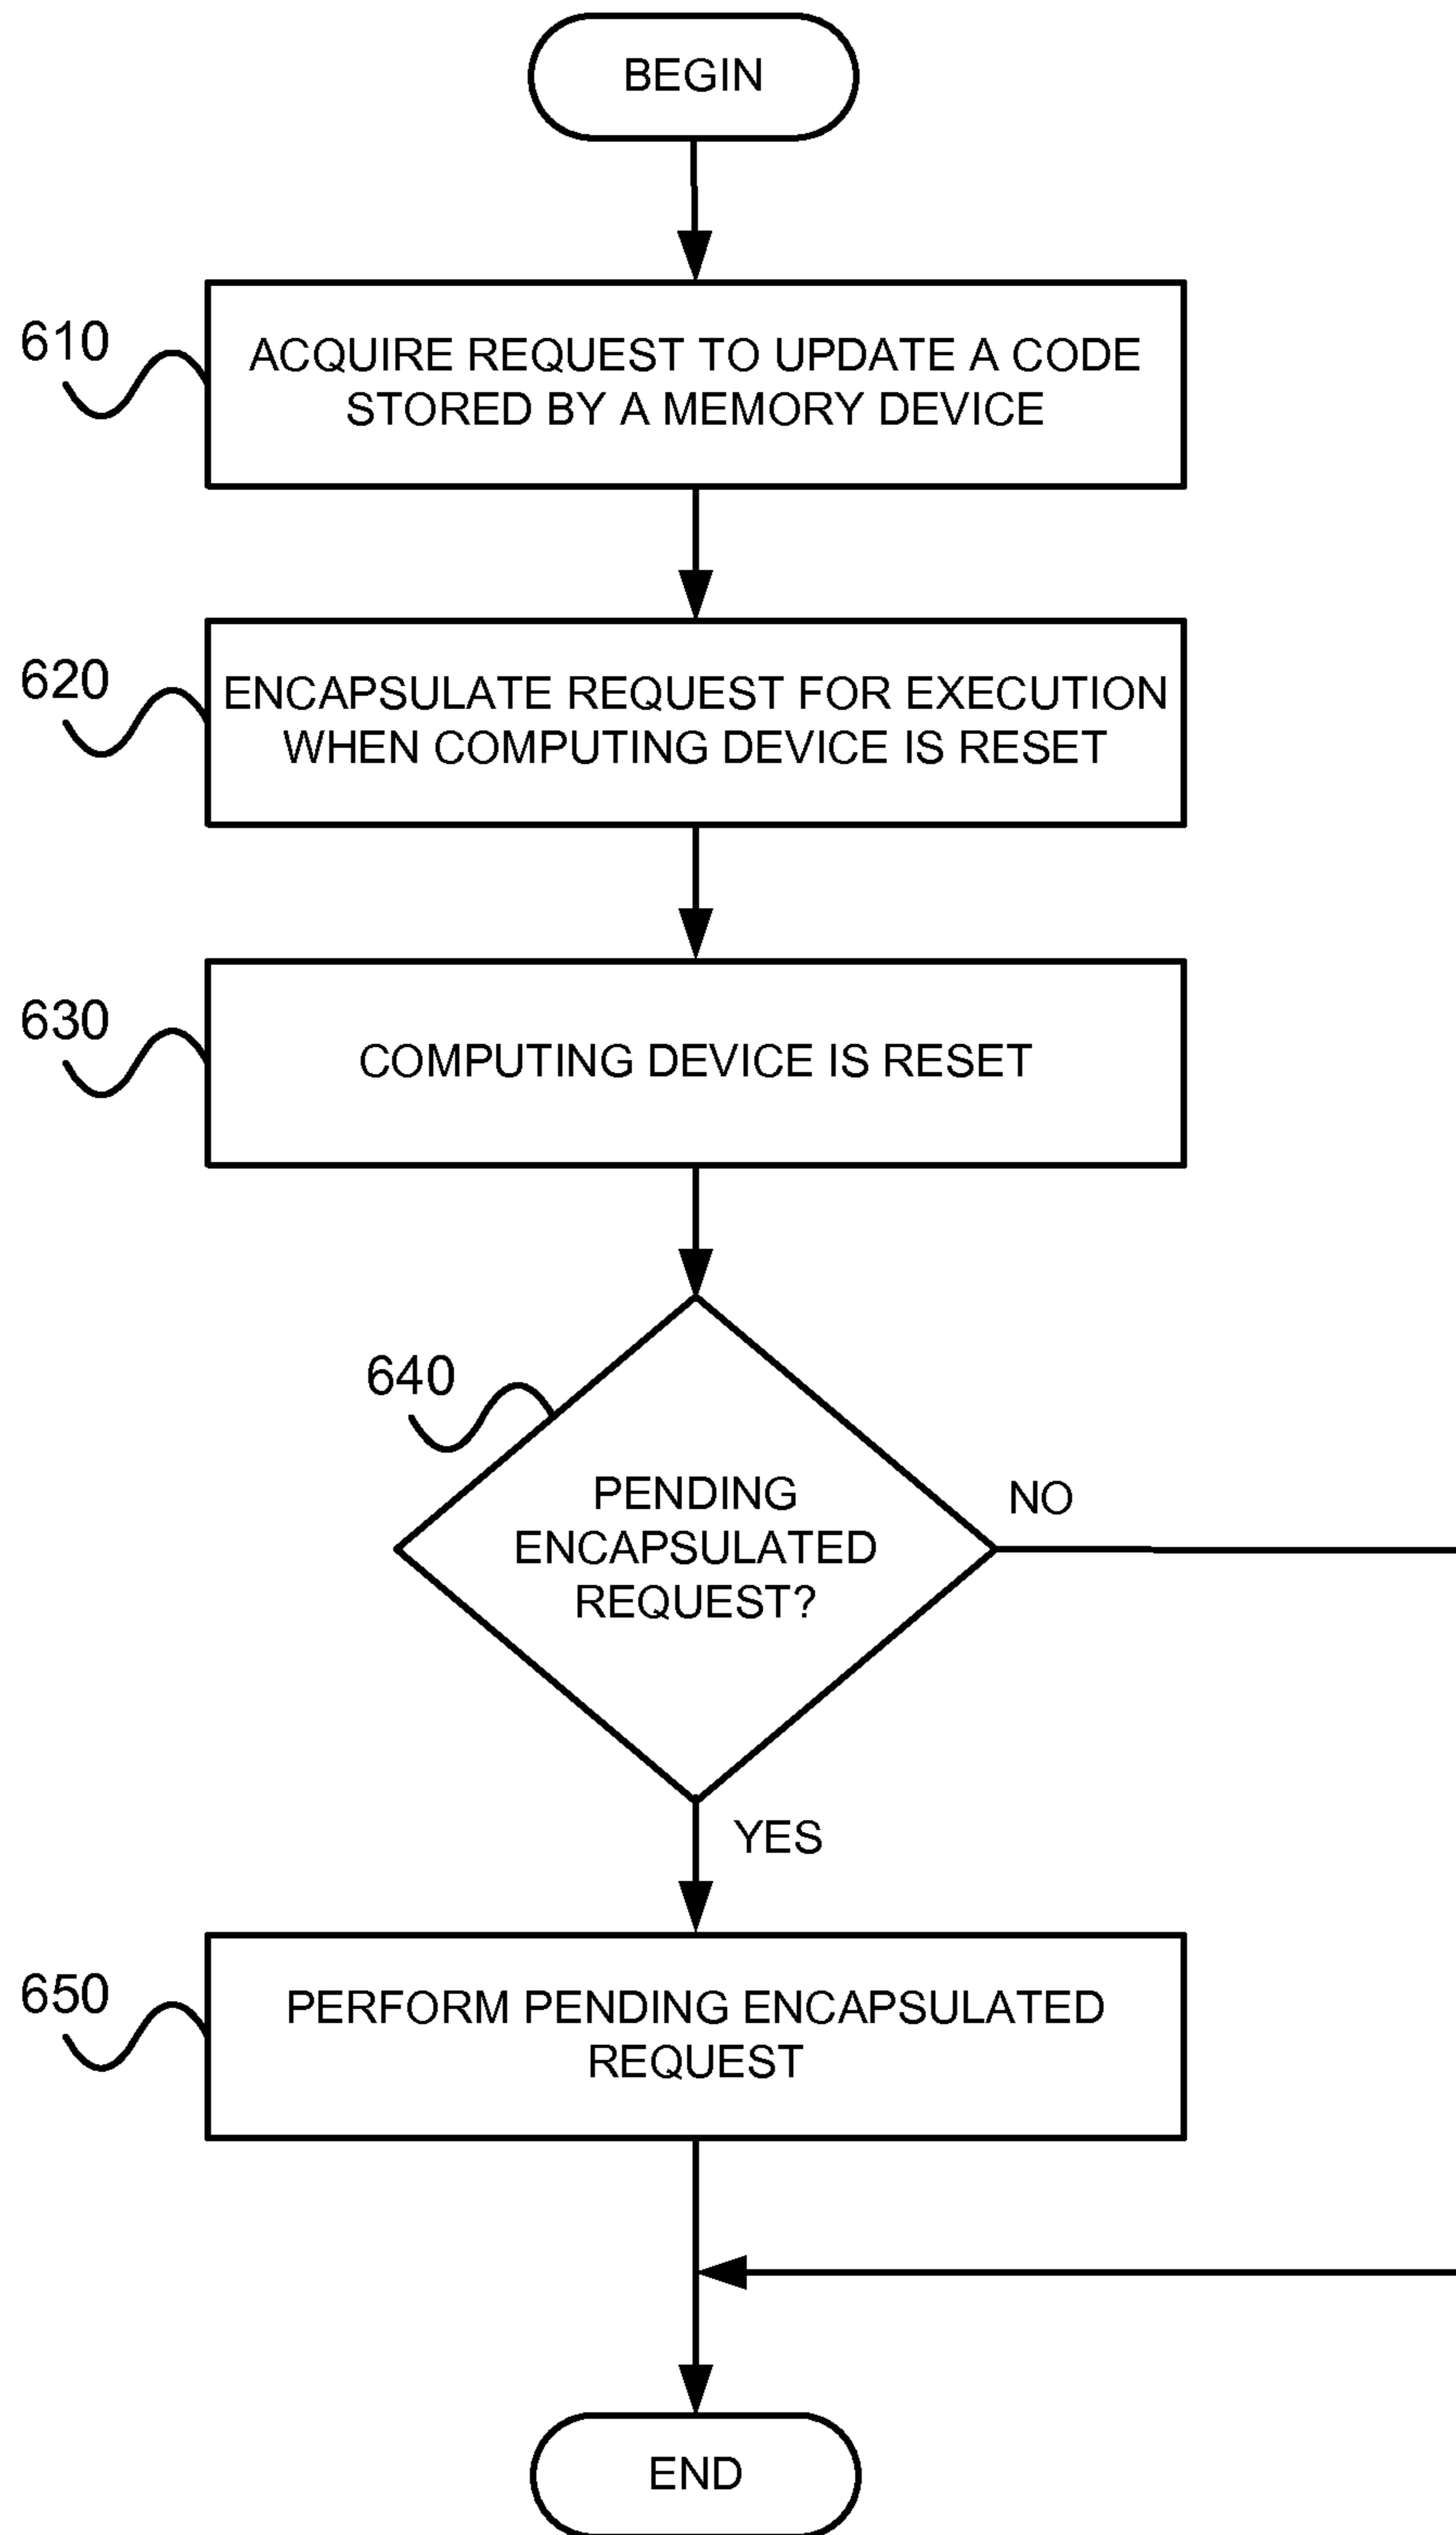 BEGIN
610
ACQUIRE REQUEST TO UPDATE A CODE
STORED BY A MEMORY DEVICE
620
ENCAPSULATE REQUEST FOR EXECUTION
WHEN COMPUTING DEVICE IS RESET
630
COMPUTING DEVICE IS RESET
640
PENDING
ENCAPSULATED
REQUEST?
NO
YES
650
PERFORM PENDING ENCAPSULATED
REQUEST
END